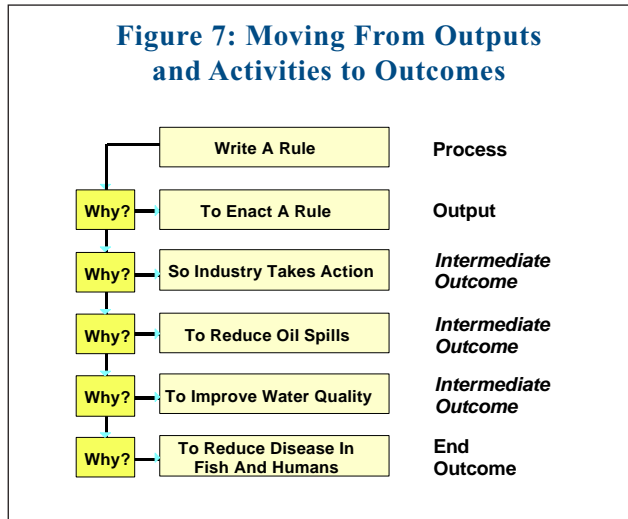 Figure 7: Moving From Outputs
and Activities to Outcomes
Write A Rule
Process
Why?
To Enact A Rule
Output
Why?
So Industry Takes Action
Intermediate
Outcome
Why?
To Reduce Oil Spills
Intermediate
Outcome
Why?
To Improve Water Quality
Intermediate
Outcome
Why?
To Reduce Disease In
Fish And Humans
End
Outcome